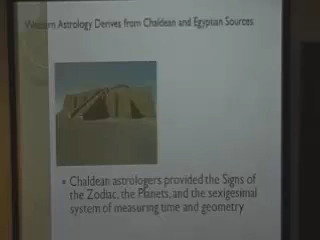 Western Astrology Derives from Chaldean and Egyptian Sources
Chaldean astrologers provided the Signs of
the Zodiac, the Planets, and the sexigesimal
system of measuring time and geometry